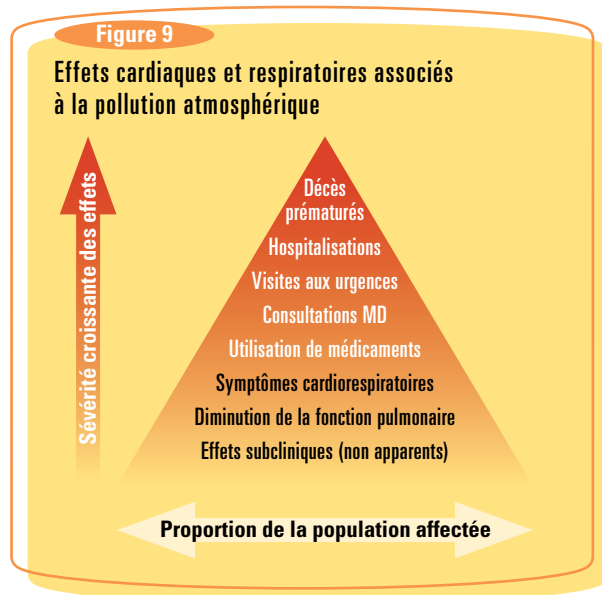 Figure 9
Effets cardiaques et respiratoires associés
à la pollution atmosphérique
Sévérité croissante des effets
Décès
prématurés
Hospitalisations
Visites aux urgences
Consultations MD
Utilisation de médicaments
Symptômes cardiorespiratoires
Diminution de la fonction pulmonaire
Effets subcliniques (non apparents)
Proportion de la population affectée